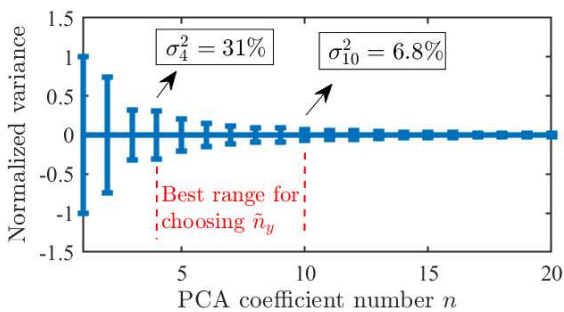 1.5
1
0.5
0
-0.5
-1
-1.5
Normalized variance
σ₄² = 31%
σ₁₀² = 6.8%
Best range for
choosing ñ_y
5
10
15
20
PCA coefficient number n